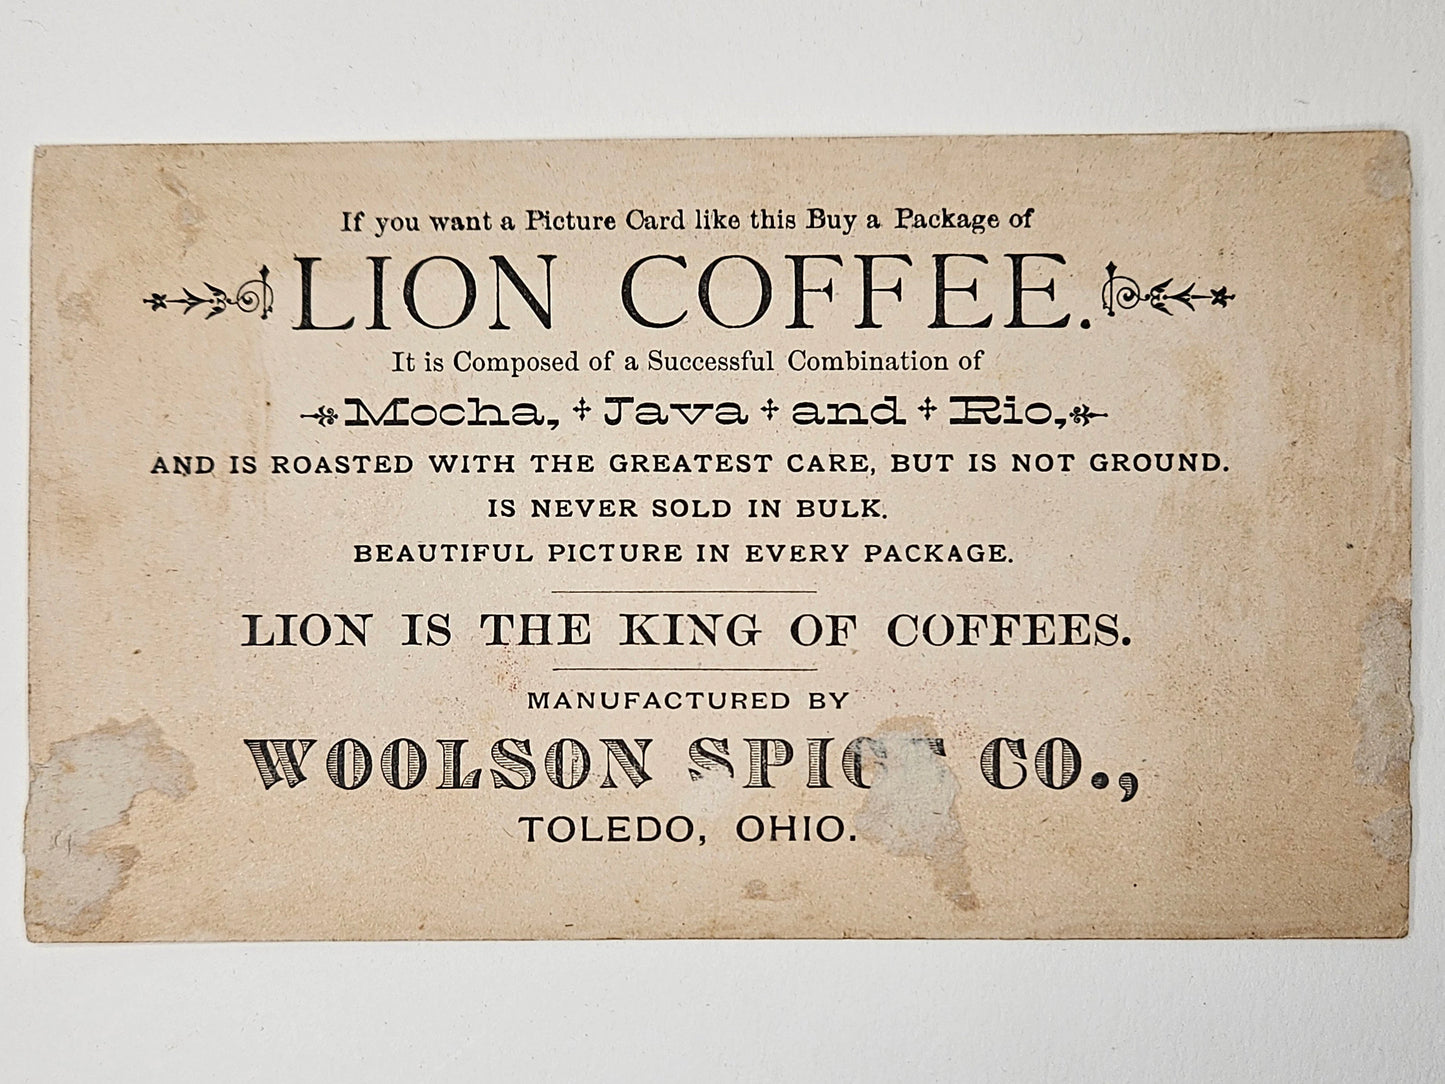 If you want a Picture Card like this Buy a Package of
LION COFFEE.
It is Composed of a Successful Combination of
Mocha, Java and Rio,
AND IS ROASTED WITH THE GREATEST CARE, BUT IS NOT GROUND.
IS NEVER SOLD IN BULK.
BEAUTIFUL PICTURE IN EVERY PACKAGE.
LION IS THE KING OF COFFEES.
MANUFACTURED BY
WOOLSON SPICE CO.,
TOLEDO, OHIO.